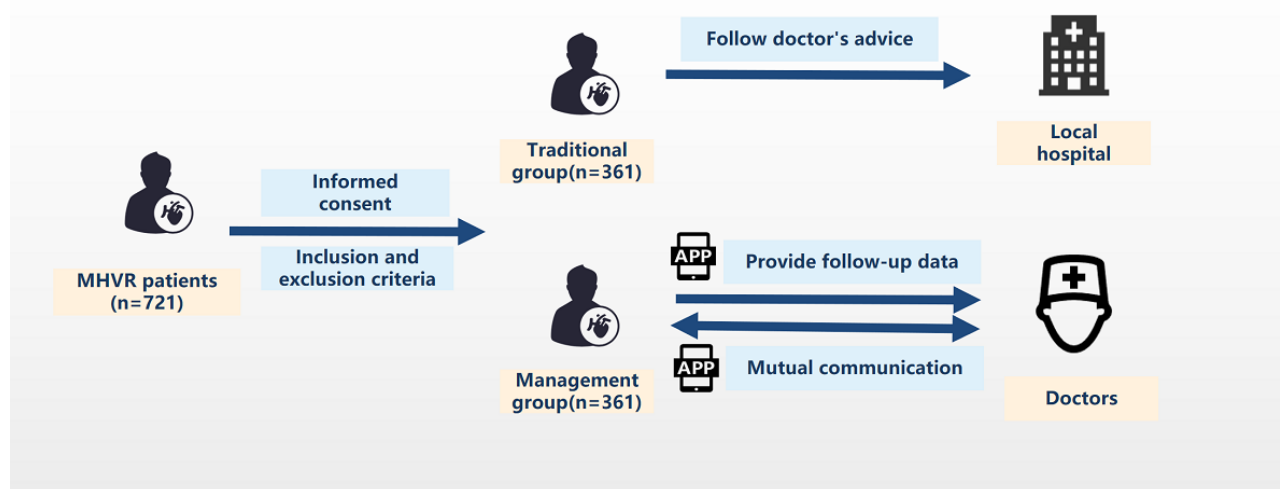 MHVR patients
(n=721)
Informed
consent
Inclusion and
exclusion criteria
Traditional
group(n=361)
Follow doctor's advice
Local
hospital
Management
group(n=361)
APP
Provide follow-up data
APP
Mutual communication
Doctors